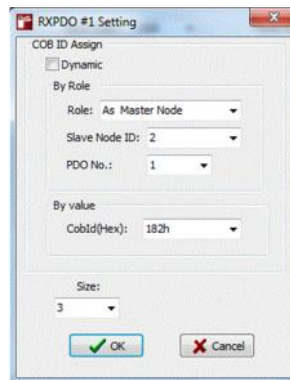 RXPDO #1 Setting
COB ID Assign
Dynamic
By Role
Role: As Master Node
Slave Node ID: 2
PDO No.: 1
By value
CobId(Hex): 182h
Size:
3
OK Cancel